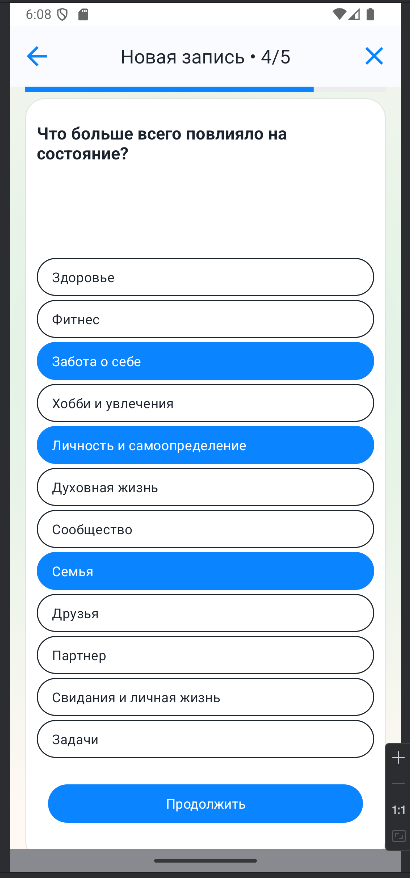 6:08
Новая запись • 4/5
Что больше всего повлияло на
состояние?
Здоровье
Фитнес
Забота о себе
Хобби и увлечения
Личность и самоопределение
Духовная жизнь
Сообщество
Семья
Друзья
Партнер
Свидания и личная жизнь
Задачи
Продолжить
1:1